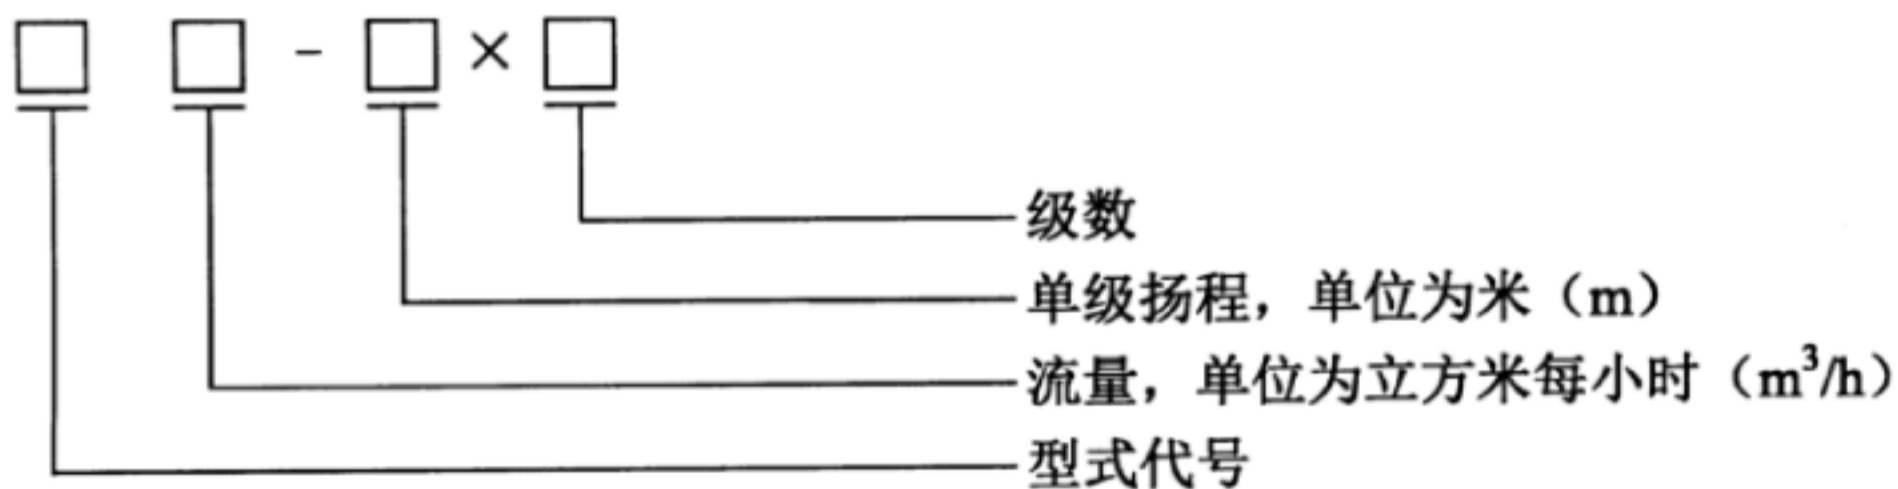 □ □ - □ × □
级数
单级扬程，单位为米（m）
流量，单位为立方米每小时（m³/h）
型式代号